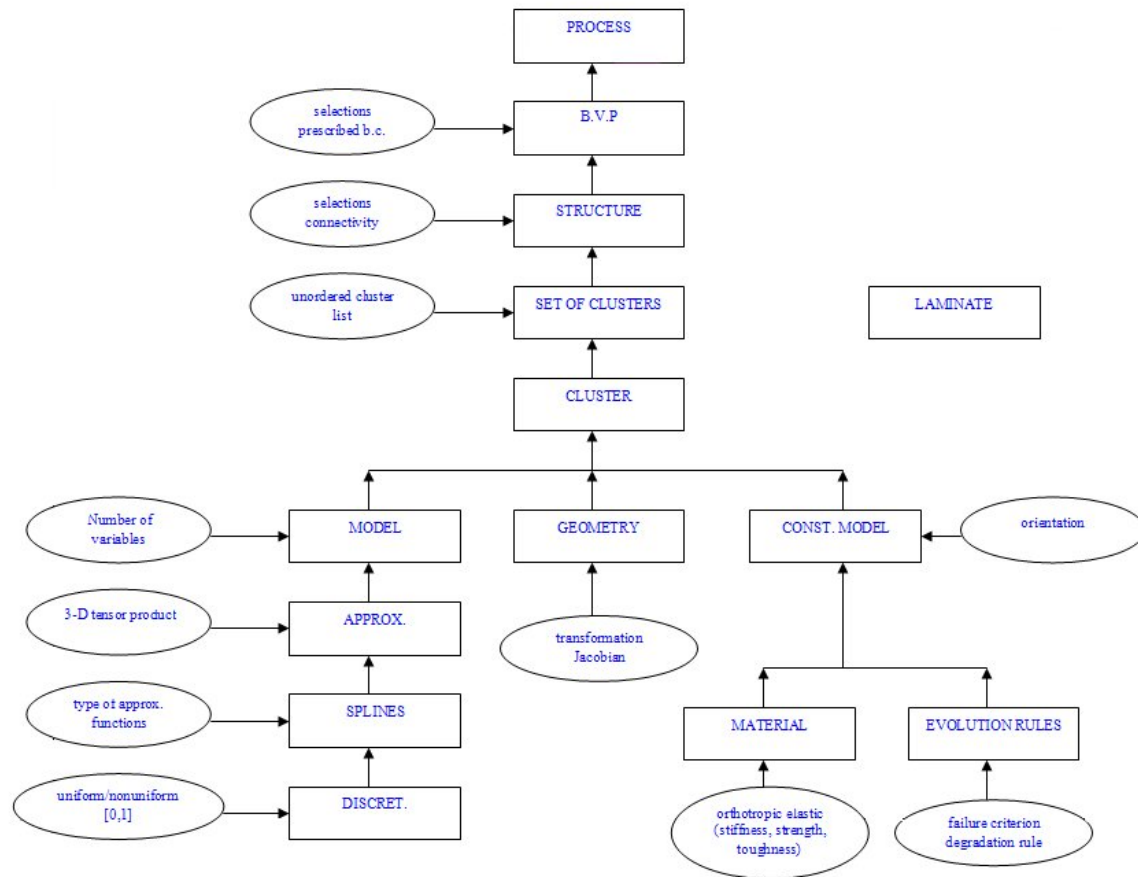 PROCESS
selections
prescribed b.c.
B.V.P
selections
connectivity
STRUCTURE
unordered cluster
list
SET OF CLUSTERS
LAMINATE
CLUSTER
Number of
variables
MODEL
GEOMETRY
CONST. MODEL
orientation
3-D tensor product
APPROX.
transformation
Jacobian
type of approx.
functions
SPLINES
MATERIAL
EVOLUTION RULES
uniform/nonuniform
[0,1]
DISCRET.
orthotropic elastic
(stiffness, strength,
toughness)
failure criterion
degradation rule